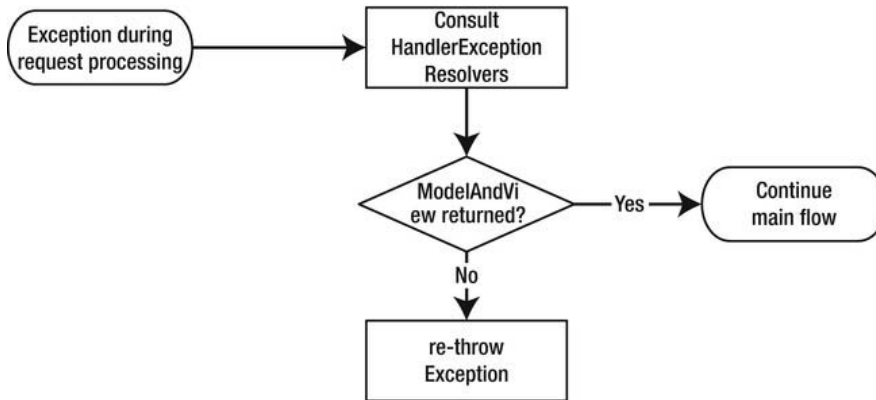 Exception during
request processing
Consult
HandlerException
Resolvers
ModelAndVi
ew returned?
Yes
Continue
main flow
No
re-throw
Exception